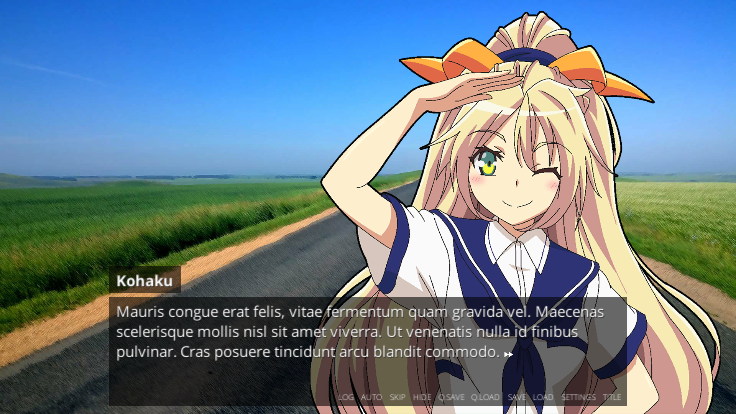 Kohaku
Mauris congue erat felis, vitae fermentum quam gravida vel. Maecenas
scelerisque mollis nisl sit amet viverra. Ut venenatis nulla id finibus
pulvinar. Cras posuere tincidunt arcu blandit commodo.
LOG AUTO SKIP HIDE Q.SAVE Q.LOAD SAVE LOAD SETTINGS TITLE